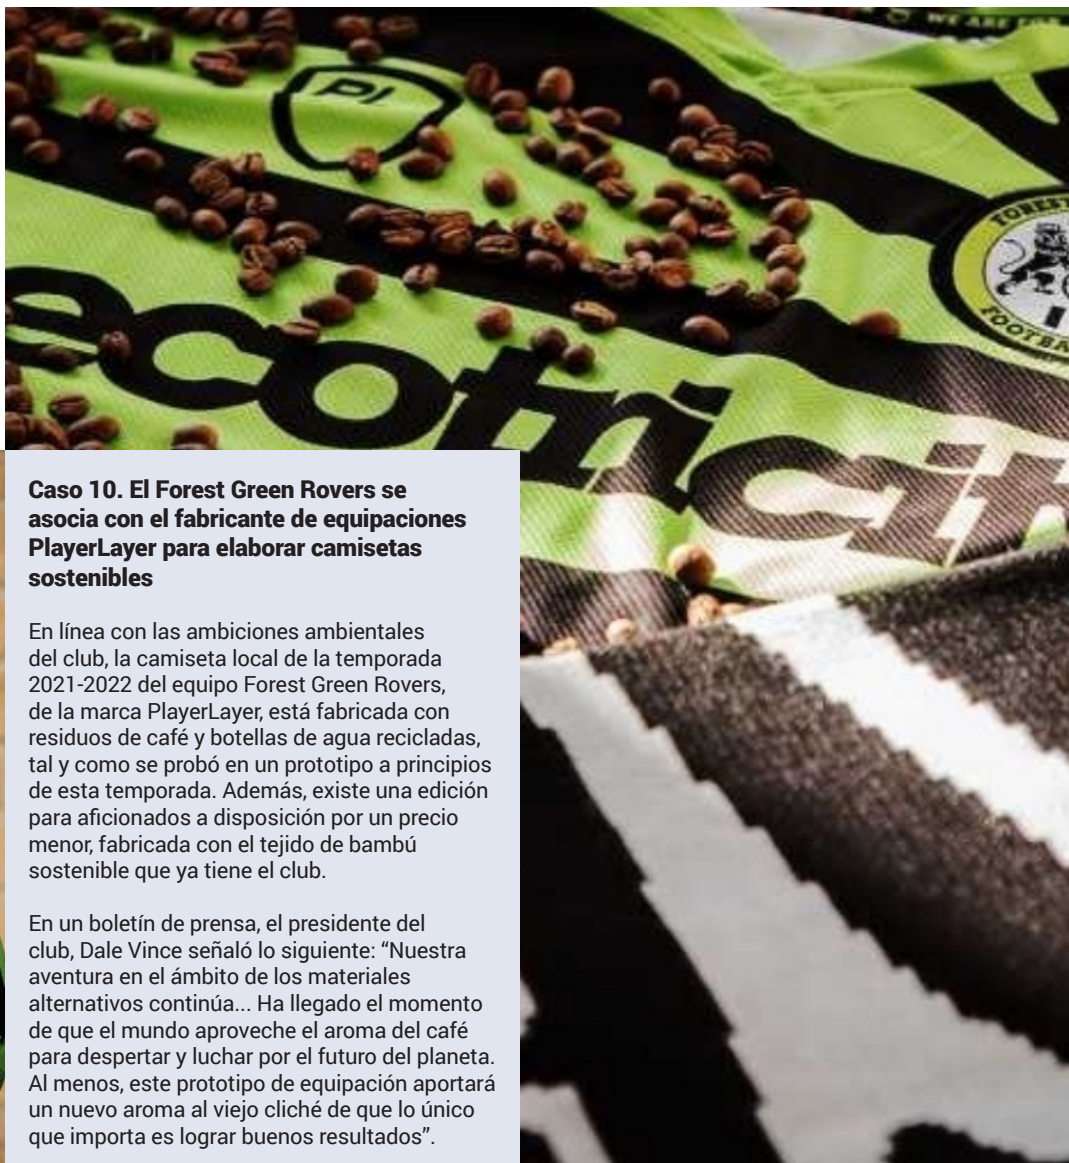 WE ARE FGR
PI
FOREST
FOOTBA
ecotricit
Caso 10. El Forest Green Rovers se
asocia con el fabricante de equipaciones
PlayerLayer para elaborar camisetas
sostenibles
En línea con las ambiciones ambientales
del club, la camiseta local de la temporada
2021-2022 del equipo Forest Green Rovers,
de la marca PlayerLayer, está fabricada con
residuos de café y botellas de agua recicladas,
tal y como se probó en un prototipo a principios
de esta temporada. Además, existe una edición
para aficionados a disposición por un precio
menor, fabricada con el tejido de bambú
sostenible que ya tiene el club.
En un boletín de prensa, el presidente del
club, Dale Vince señaló lo siguiente: “Nuestra
aventura en el ámbito de los materiales
alternativos continúa... Ha llegado el momento
de que el mundo aproveche el aroma del café
para despertar y luchar por el futuro del planeta.
Al menos, este prototipo de equipación aportará
un nuevo aroma al viejo cliché de que lo único
que importa es lograr buenos resultados”.